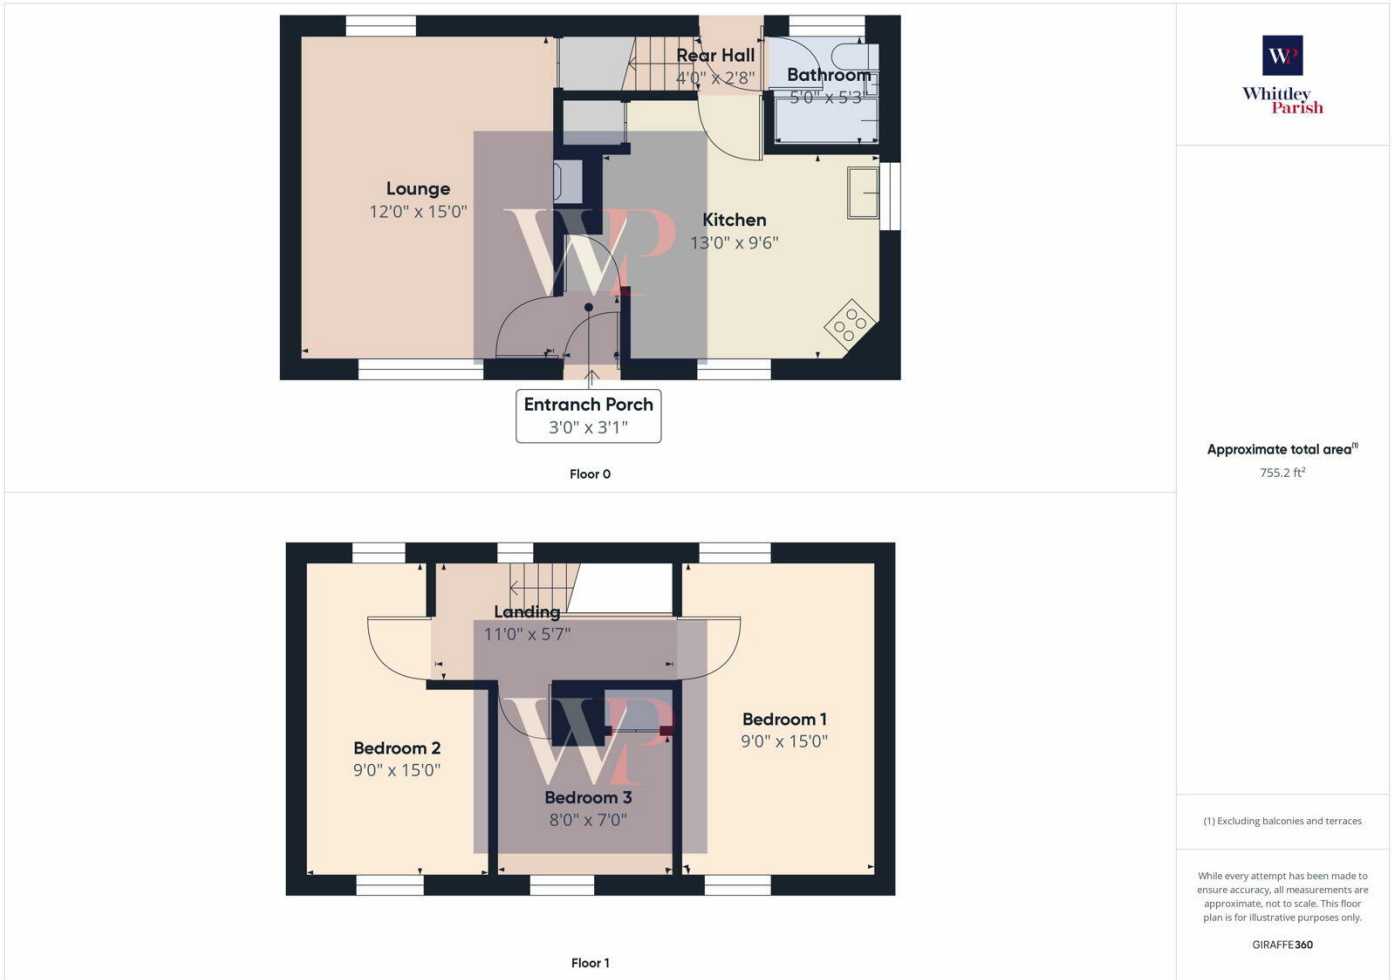 Rear Hall
4'0" x 2'8"
Bathroom
5'0" x 5'3"
Lounge
12'0" x 15'0"
Kitchen
13'0" x 9'6"
WP
Entranch Porch
3'0" x 3'1"
Floor 0
Landing
11'0" x 5'7"
Bedroom 1
9'0" x 15'0"
Bedroom 2
9'0" x 15'0"
WP
Bedroom 3
8'0" x 7'0"
Floor 1
WP
Whittley
Parish
Approximate total area⁽¹⁾
755.2 ft²
(1) Excluding balconies and terraces
While every attempt has been made to
ensure accuracy, all measurements are
approximate, not to scale. This floor
plan is for illustrative purposes only.
GIRAFFE360